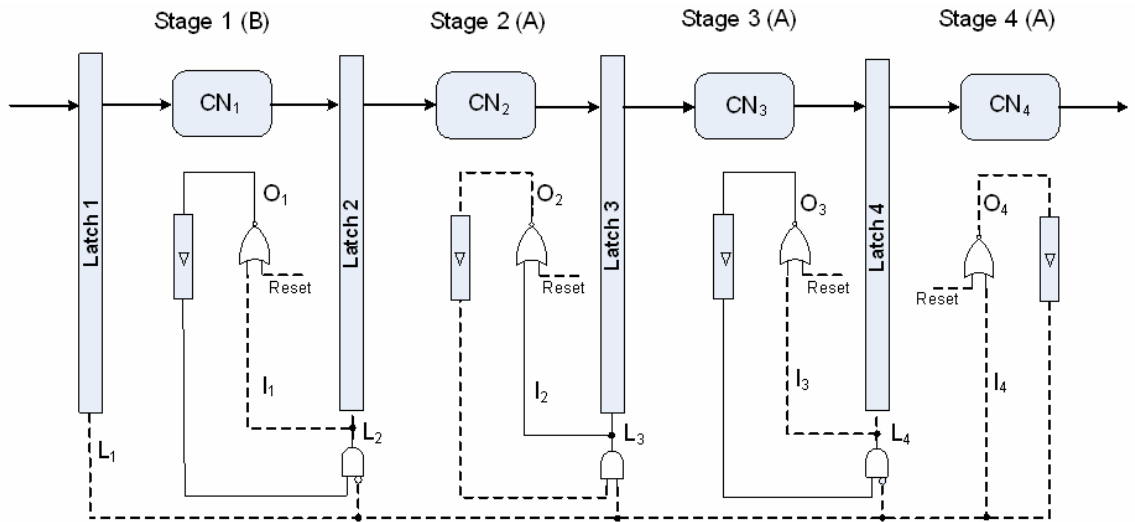 Stage 1 (B)
Stage 2 (A)
Stage 3 (A)
Stage 4 (A)
CN₁
CN₂
CN₃
CN₄
Latch 1
Latch 2
Latch 3
Latch 4
O₁
O₂
O₃
O₄
Reset
Reset
Reset
Reset
I₁
I₂
I₃
I₄
L₁
L₂
L₃
L₄